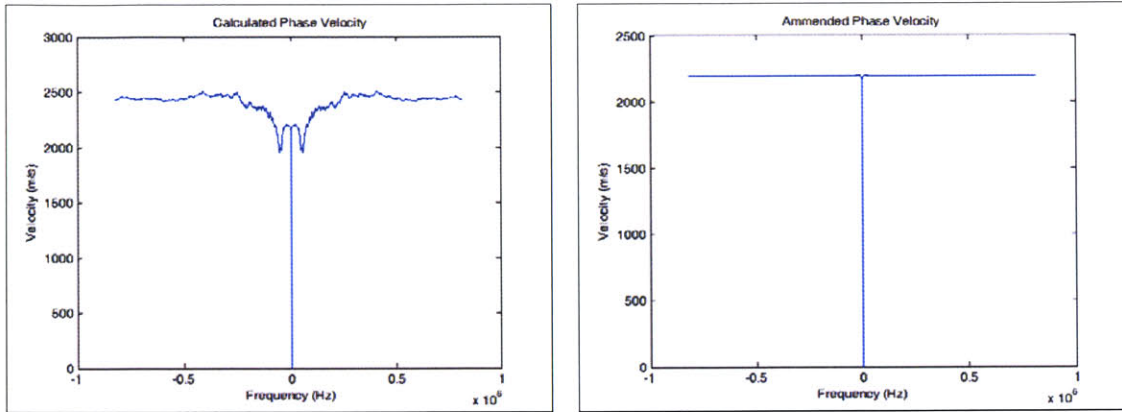 Calculated Phase Velocity
3000
2500
2000
1500
1000
500
0
Velocity (m/s)
-1
-0.5
0
0.5
1
Frequency (Hz)
x 10^6
Ammended Phase Velocity
2500
2000
1500
1000
500
0
Velocity (m/s)
-1
-0.5
0
0.5
1
Frequency (Hz)
x 10^6